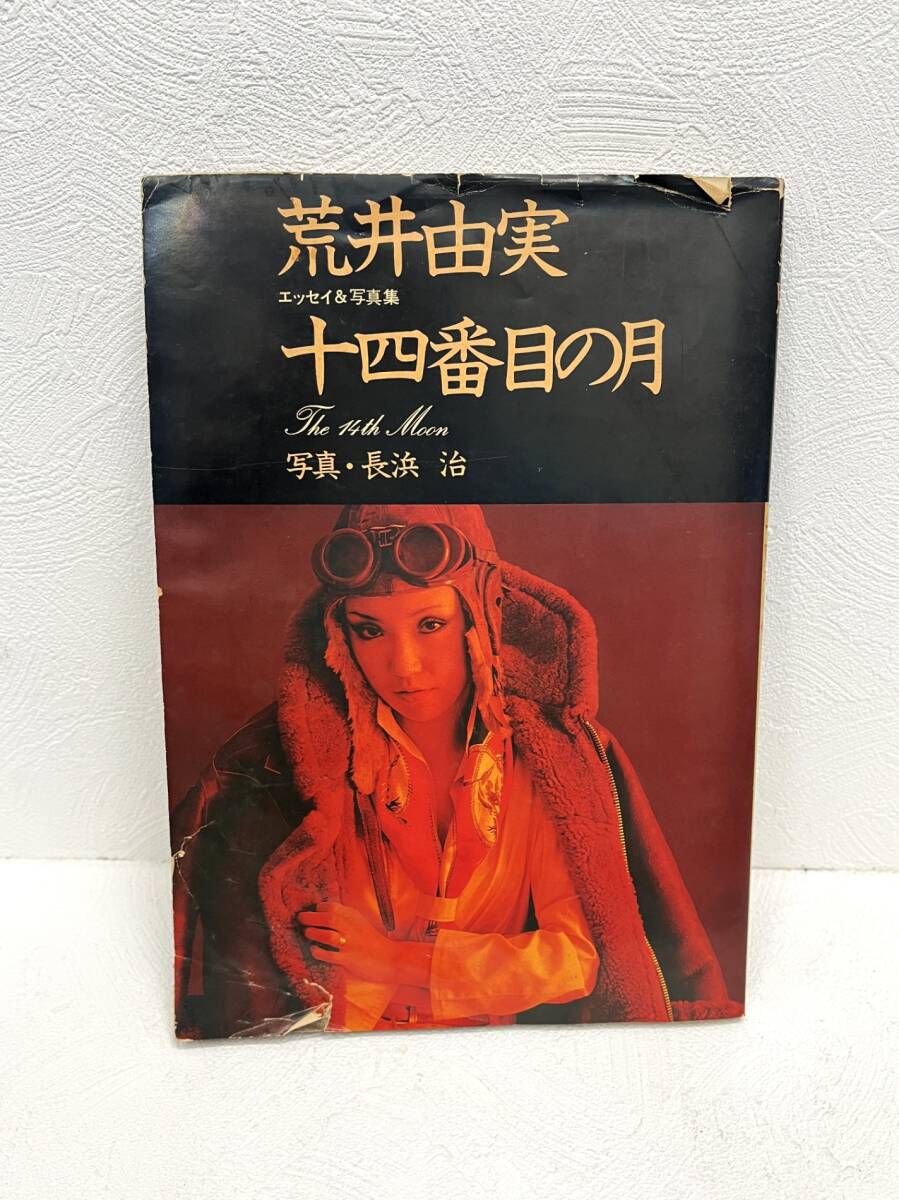 荒井由実
エッセイ&写真集
十四番目の月
The 14th Moon
写真・長浜 治